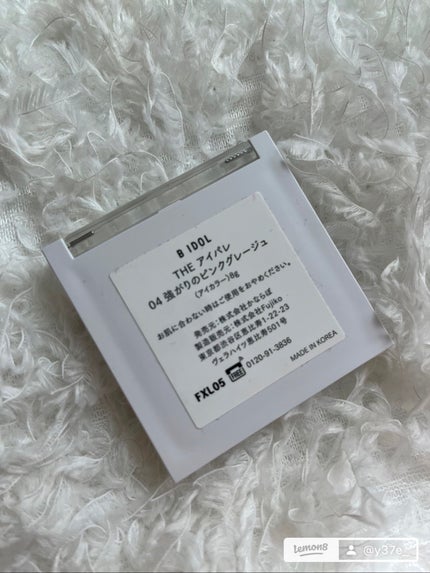 B IDOL
THE アイパレ
04 強がりのピンクグレージュ
〈アイカラー〉8g
お肌に合わない時はご使用をおやめください。
発売元：株式会社かならぼ
製造販売元：株式会社Fujiko
東京都渋谷区恵比寿1-22-23
ヴェラハイツ恵比寿501号
FXL05 0120-91-3836
MADE IN KOREA
lemon8 @y37e_